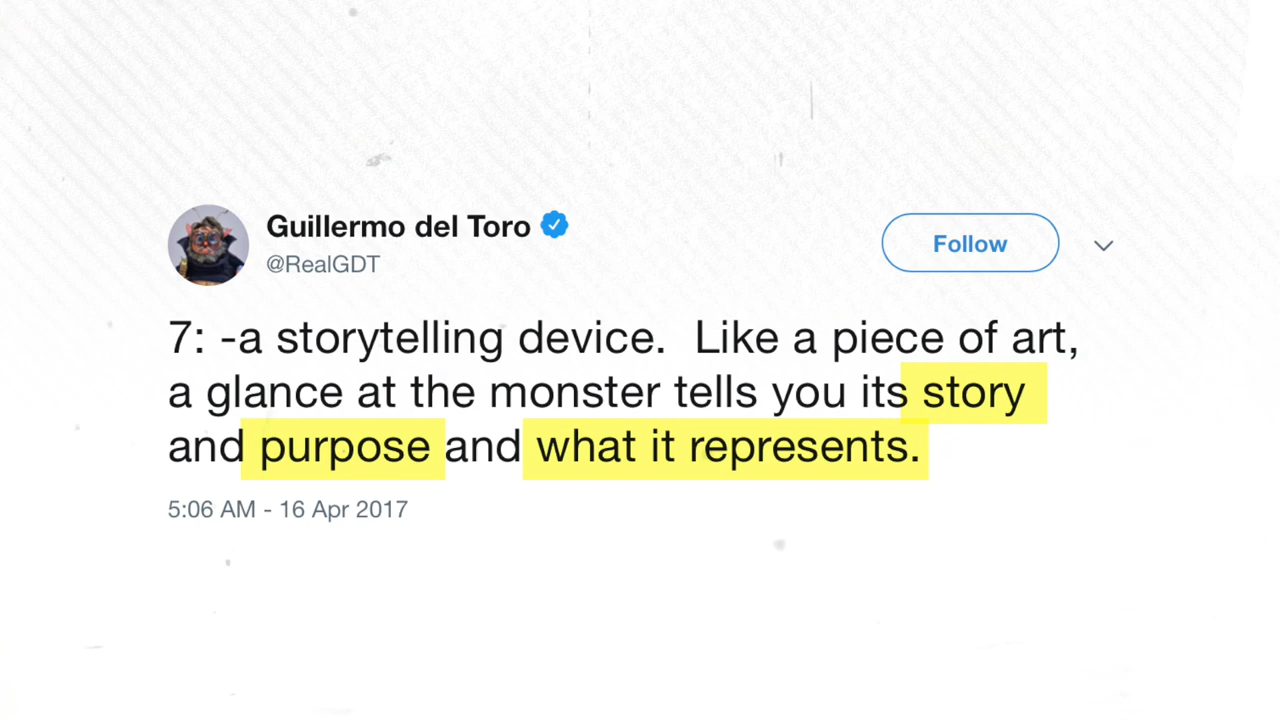 Guillermo del Toro
@RealGDT
Follow
7: -a storytelling device.  Like a piece of art,
a glance at the monster tells you its story
and purpose and what it represents.
5:06 AM - 16 Apr 2017